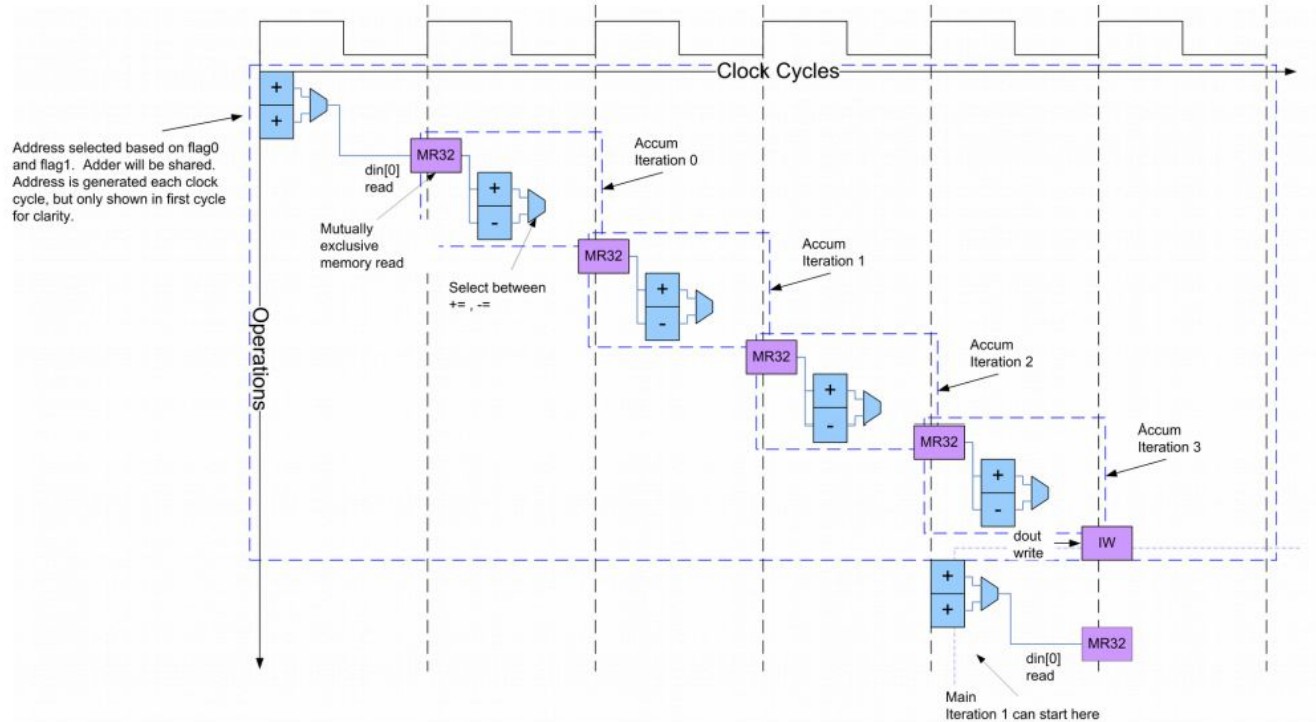 Clock Cycles
+
+
Address selected based on flag0
and flag1. Adder will be shared.
Address is generated each clock
cycle, but only shown in first cycle
for clarity.
MR32
din[0]
read
Accum
Iteration 0
+
-
Mutually
exclusive
memory read
Select between
+= , -=
MR32
Accum
Iteration 1
+
-
Operations
MR32
Accum
Iteration 2
+
-
MR32
Accum
Iteration 3
+
-
dout
write
IW
+
+
MR32
din[0]
read
Main
Iteration 1 can start here